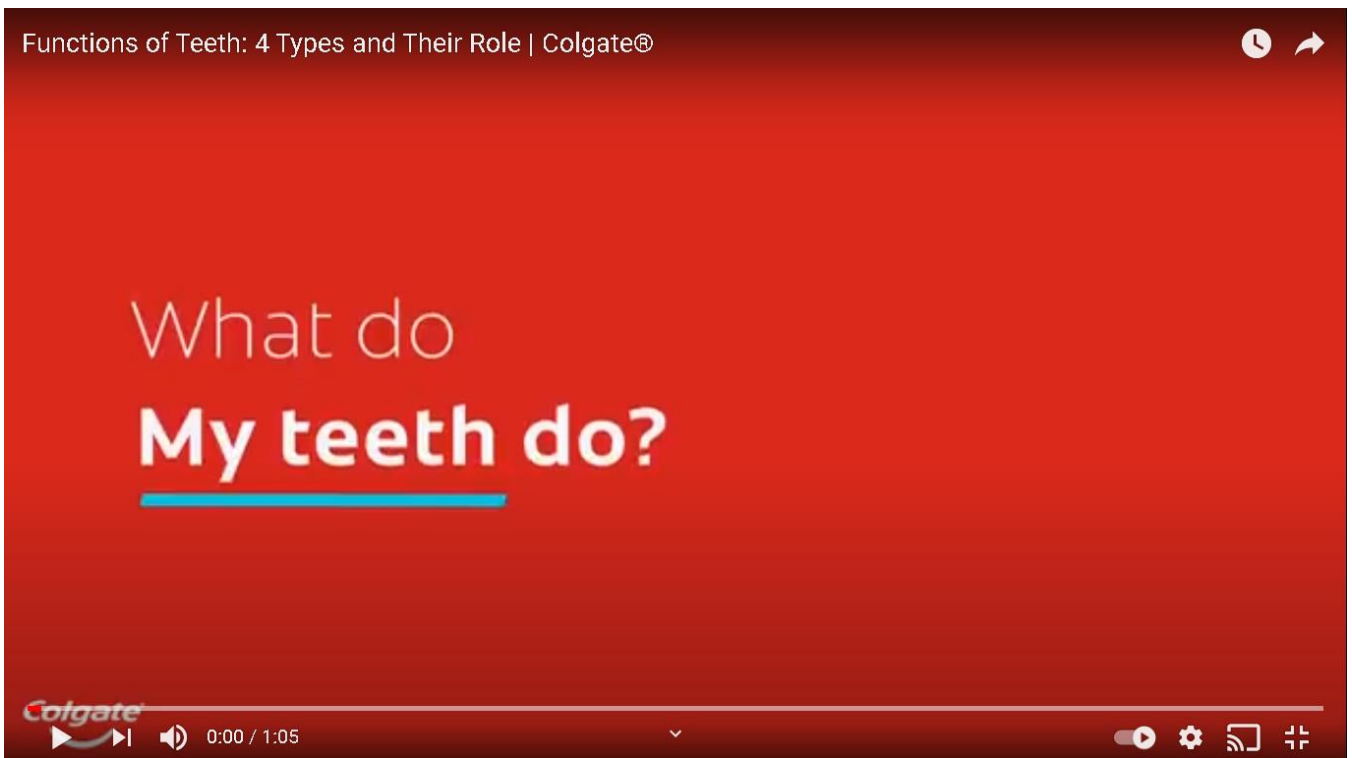 Functions of Teeth: 4 Types and Their Role | Colgate®
What do
My teeth do?
Colgate®
0:00 / 1:05